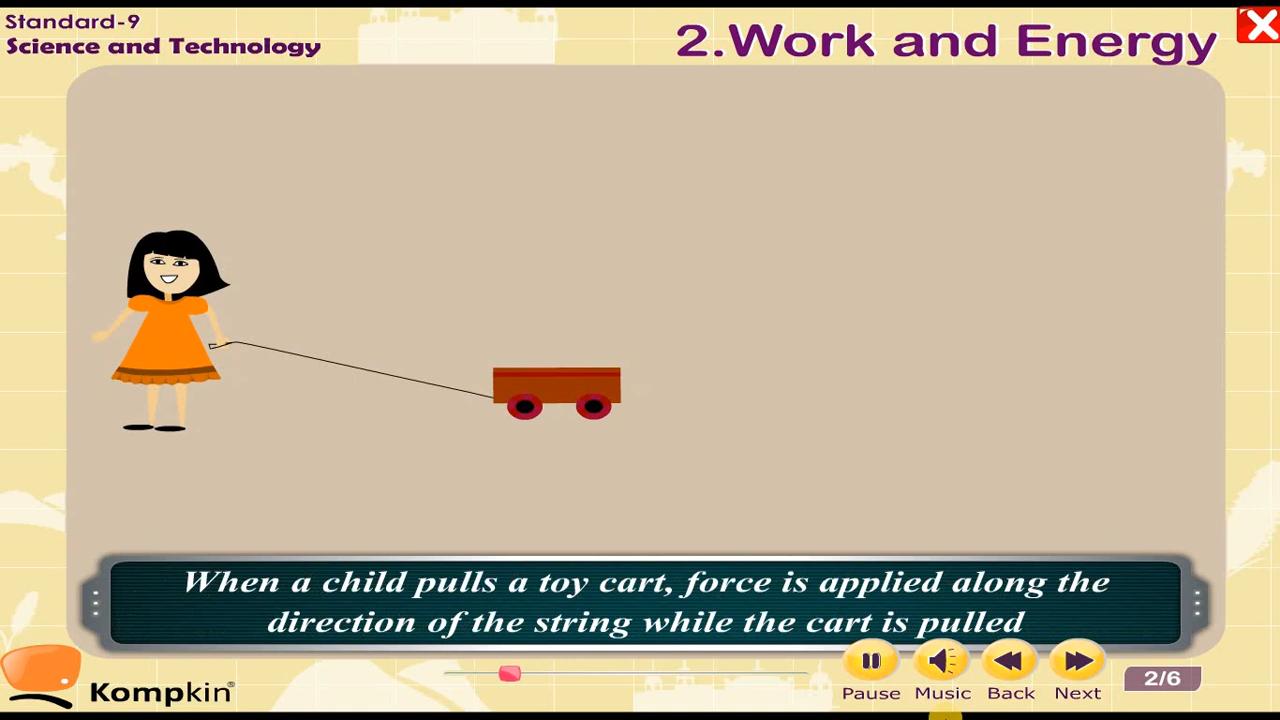 Standard-9
Science and Technology
2.Work and Energy
When a child pulls a toy cart, force is applied along the
direction of the string while the cart is pulled
Kompkin®
Pause Music Back Next
2/6